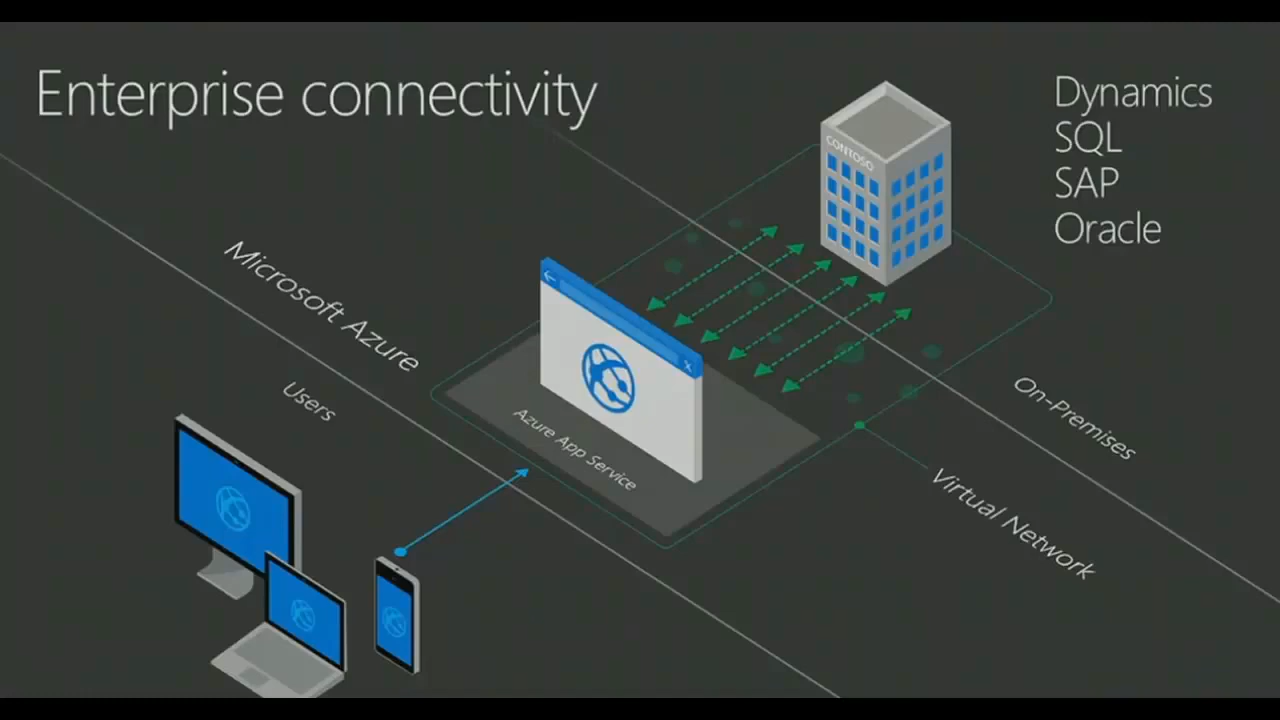 Enterprise connectivity
Dynamics
SQL
SAP
Oracle
CONTOSO
Microsoft Azure
Users
Azure App Service
On-Premises
Virtual Network